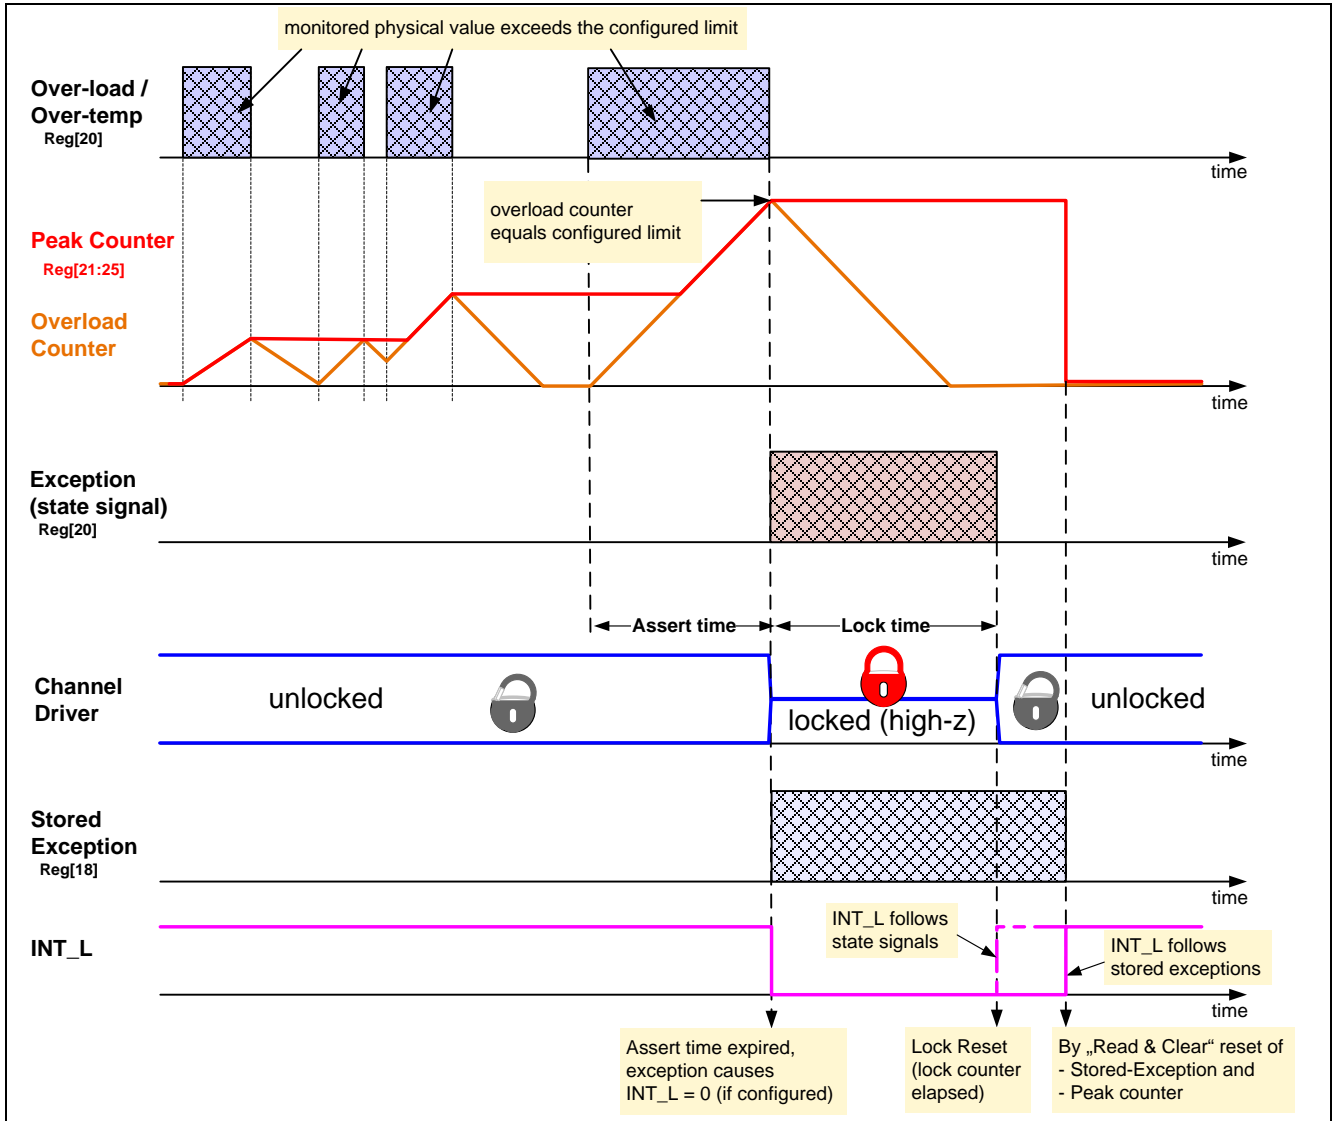 monitored physical value exceeds the configured limit
Over-load /
Over-temp
Reg[20]
time
overload counter
equals configured limit
Peak Counter
Reg[21:25]
Overload
Counter
time
Exception
(state signal)
Reg[20]
time
Assert time
Lock time
Channel
Driver
unlocked
locked (high-z)
unlocked
time
Stored
Exception
Reg[18]
time
INT_L
INT_L follows
state signals
INT_L follows
stored exceptions
time
Assert time expired,
exception causes
INT_L = 0 (if configured)
Lock Reset
(lock counter
elapsed)
By „Read & Clear“ reset of
- Stored-Exception and
- Peak counter